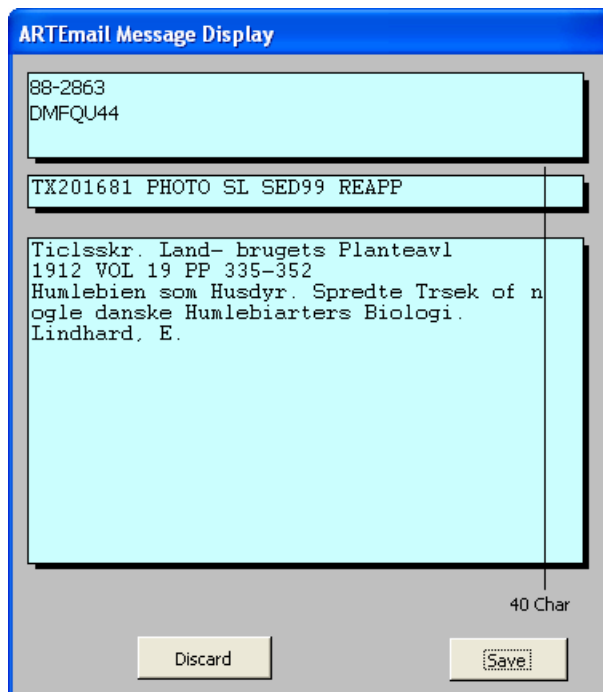 ARTEmail Message Display
88-2863
DMFQU44
TX201681 PHOTO SL SED99 REAPP
Ticlsskr. Land- brugets Planteavl
1912 VOL 19 PP 335-352
Humlebien som Husdyr. Spredte Trsek of n
ogle danske Humlebiarters Biologi.
Lindhard, E.
40 Char
Discard
Save